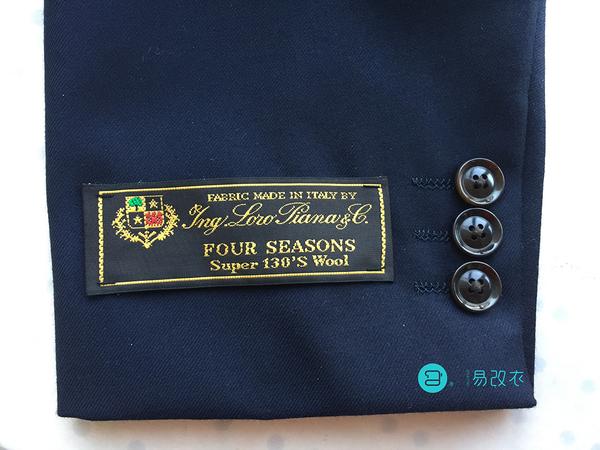 FABRIC MADE IN ITALY BY
Ing. Loro Piana & C.
FOUR SEASONS
Super 130'S Wool
易改衣